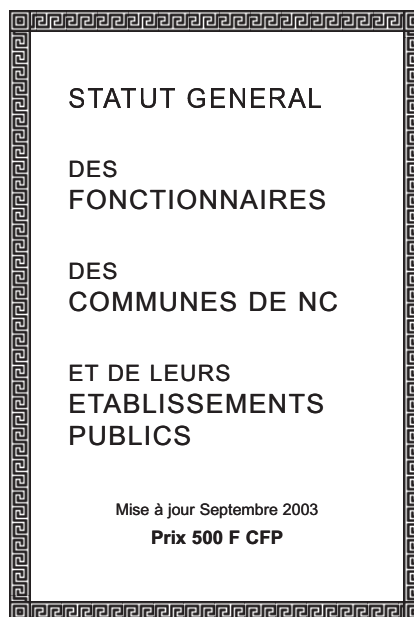 STATUT GENERAL
DES
FONCTIONNAIRES
DES
COMMUNES DE NC
ET DE LEURS
ETABLISSEMENTS
PUBLICS
Mise à jour Septembre 2003
Prix 500 F CFP